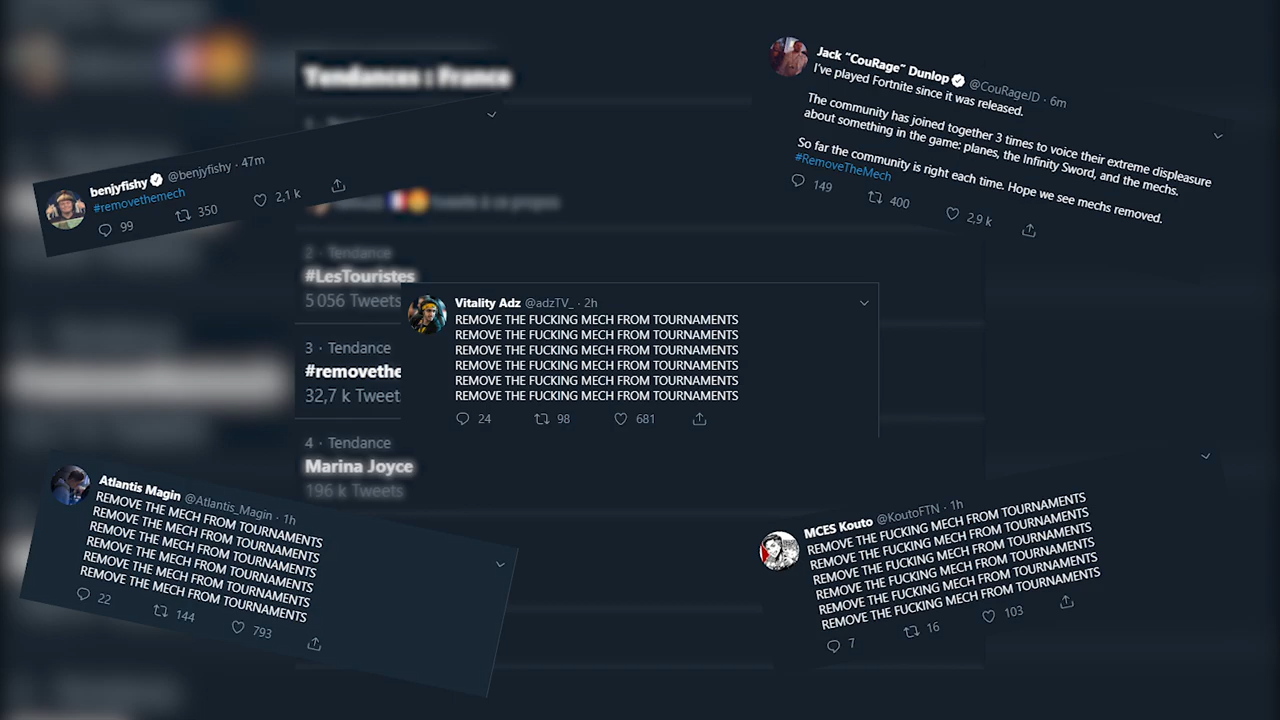 Tendances : France
benjyfishy @benjyfishy · 47m
#removethemech
99 350 2,1 k
Jack “CouRage” Dunlop @CouRageJD · 6m
I've played Fortnite since it was released.
The community has joined together 3 times to voice their extreme displeasure
about something in the game: planes, the Infinity Sword, and the mechs.
So far the community is right each time. Hope we see mechs removed.
#RemoveTheMech
149 400 2,9 k
tweete à ce propos
2 · Tendance
#LesTouristes
5 056 Tweets
3 · Tendance
#removethe
32,7 k Tweet
4 · Tendance
Marina Joyce
196 k Tweets
Vitality Adz @adzTV_ · 2h
REMOVE THE FUCKING MECH FROM TOURNAMENTS
REMOVE THE FUCKING MECH FROM TOURNAMENTS
REMOVE THE FUCKING MECH FROM TOURNAMENTS
REMOVE THE FUCKING MECH FROM TOURNAMENTS
REMOVE THE FUCKING MECH FROM TOURNAMENTS
REMOVE THE FUCKING MECH FROM TOURNAMENTS
24 98 681
Atlantis Magin @Atlantis_Magin · 1h
REMOVE THE MECH FROM TOURNAMENTS
REMOVE THE MECH FROM TOURNAMENTS
REMOVE THE MECH FROM TOURNAMENTS
REMOVE THE MECH FROM TOURNAMENTS
REMOVE THE MECH FROM TOURNAMENTS
REMOVE THE MECH FROM TOURNAMENTS
22 144 793
MCES Kouto @KoutoFTN · 1h
REMOVE THE FUCKING MECH FROM TOURNAMENTS
REMOVE THE FUCKING MECH FROM TOURNAMENTS
REMOVE THE FUCKING MECH FROM TOURNAMENTS
REMOVE THE FUCKING MECH FROM TOURNAMENTS
REMOVE THE FUCKING MECH FROM TOURNAMENTS
REMOVE THE FUCKING MECH FROM TOURNAMENTS
7 16 103